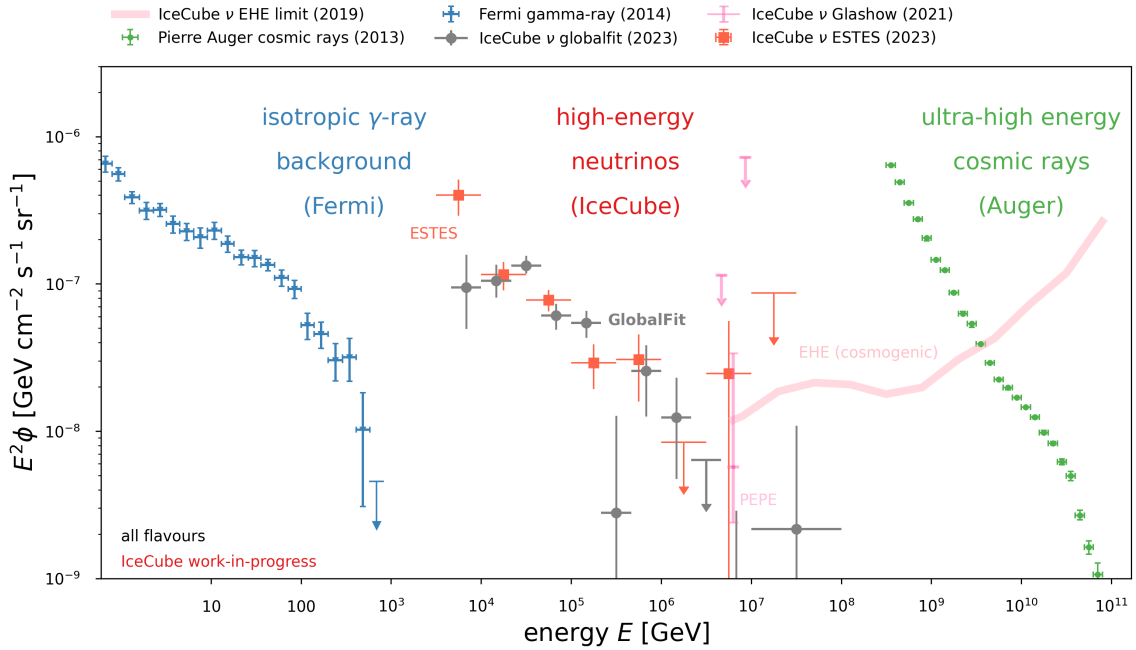 IceCube ν EHE limit (2019)
Pierre Auger cosmic rays (2013)
Fermi gamma-ray (2014)
IceCube ν globalfit (2023)
IceCube ν Glashow (2021)
IceCube ν ESTES (2023)
isotropic γ-ray
background
(Fermi)
high-energy
neutrinos
(IceCube)
ultra-high energy
cosmic rays
(Auger)
ESTES
GlobalFit
EHE (cosmogenic)
PEPE
all flavours
IceCube work-in-progress
10⁻⁶
10⁻⁷
10⁻⁸
10⁻⁹
E²ϕ [GeV cm⁻² s⁻¹ sr⁻¹]
10 100 10³ 10⁴ 10⁵ 10⁶ 10⁷ 10⁸ 10⁹ 10¹⁰ 10¹¹
energy E [GeV]